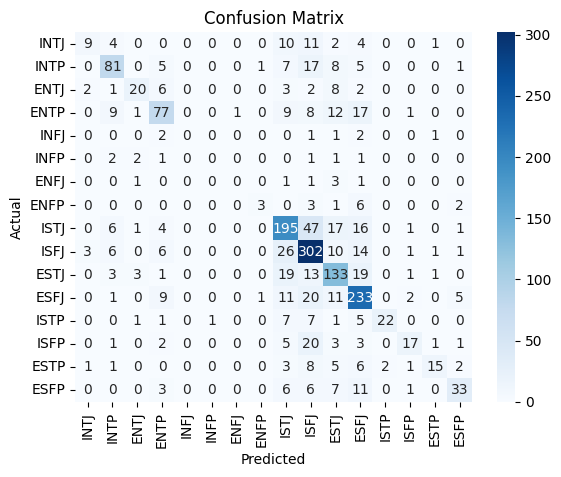 Confusion Matrix
INTJ 9 4 0 0 0 0 0 0 10 11 2 4 0 0 1 0
INTP 0 81 0 5 0 0 0 1 7 17 8 5 0 0 0 1
ENTJ 2 1 20 6 0 0 0 0 3 2 8 2 0 0 0 0
ENTP 0 9 1 77 0 0 1 0 9 8 12 17 0 1 0 0
INFJ 0 0 0 2 0 0 0 0 0 1 1 2 0 0 1 0
INFP 0 2 2 1 0 0 0 0 1 1 1 0 0 0 0 0
ENFJ 0 0 1 0 0 0 0 0 1 1 3 1 0 0 0 0
ENFP 0 0 0 0 0 0 0 3 0 3 1 6 0 0 0 2
ISTJ 0 6 1 4 0 0 0 0 195 47 17 16 0 1 0 1
ISFJ 3 6 0 6 0 0 0 0 26 302 10 14 0 1 1 1
ESTJ 0 3 3 1 0 0 0 0 19 13 133 19 0 1 1 0
ESFJ 0 1 0 9 0 0 0 1 11 20 11 233 0 2 0 5
ISTP 0 0 1 1 0 1 0 0 7 7 1 5 22 0 0 0
ISFP 0 1 0 2 0 0 0 0 5 20 3 3 0 17 1 1
ESTP 1 1 0 0 0 0 0 0 3 8 5 6 2 1 15 2
ESFP 0 0 0 3 0 0 0 0 6 6 7 11 0 1 0 33
Actual
INTJ INTP ENTJ ENTP INFJ INFP ENFJ ENFP ISTJ ISFJ ESTJ ESFJ ISTP ISFP ESTP ESFP
Predicted
300
250
200
150
100
50
0